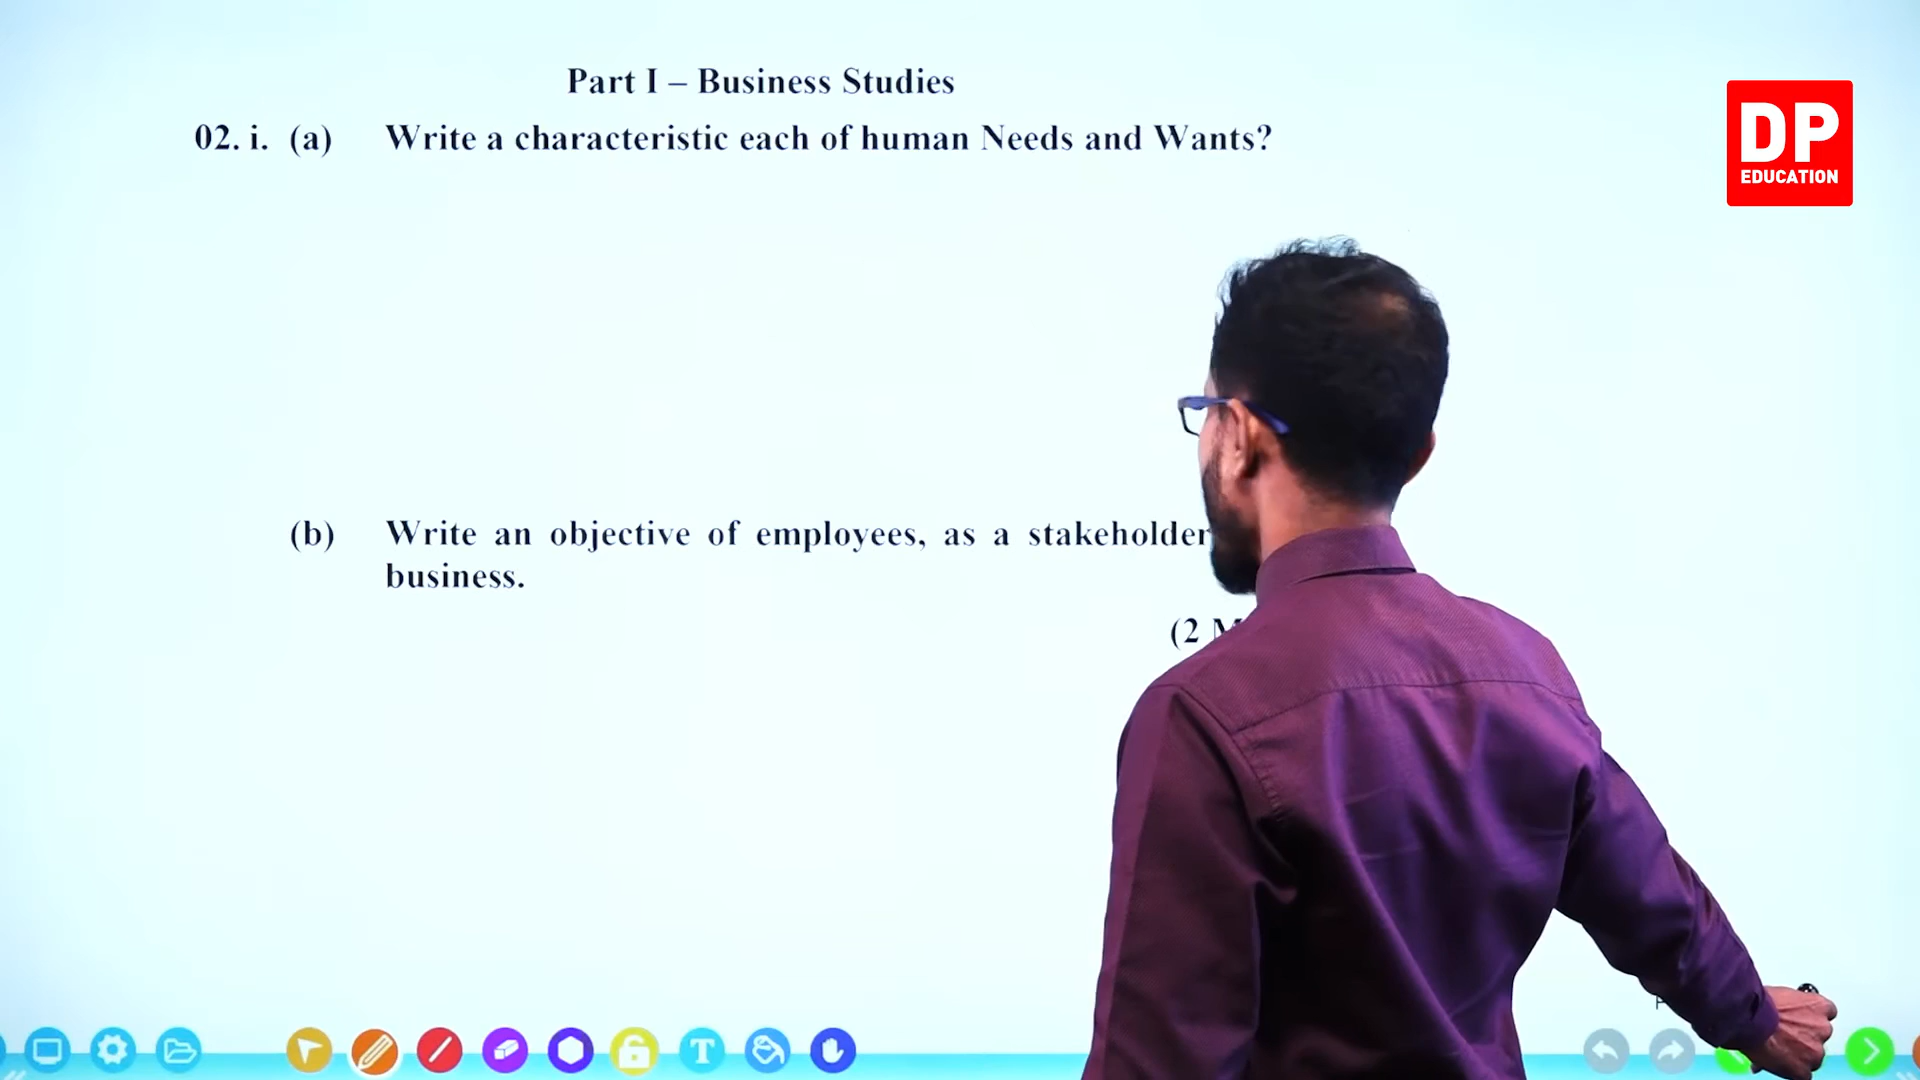 Part I – Business Studies
02. i. (a) Write a characteristic each of human Needs and Wants?
DP
EDUCATION
(b) Write an objective of employees, as a stakeholder
business.
(2
T